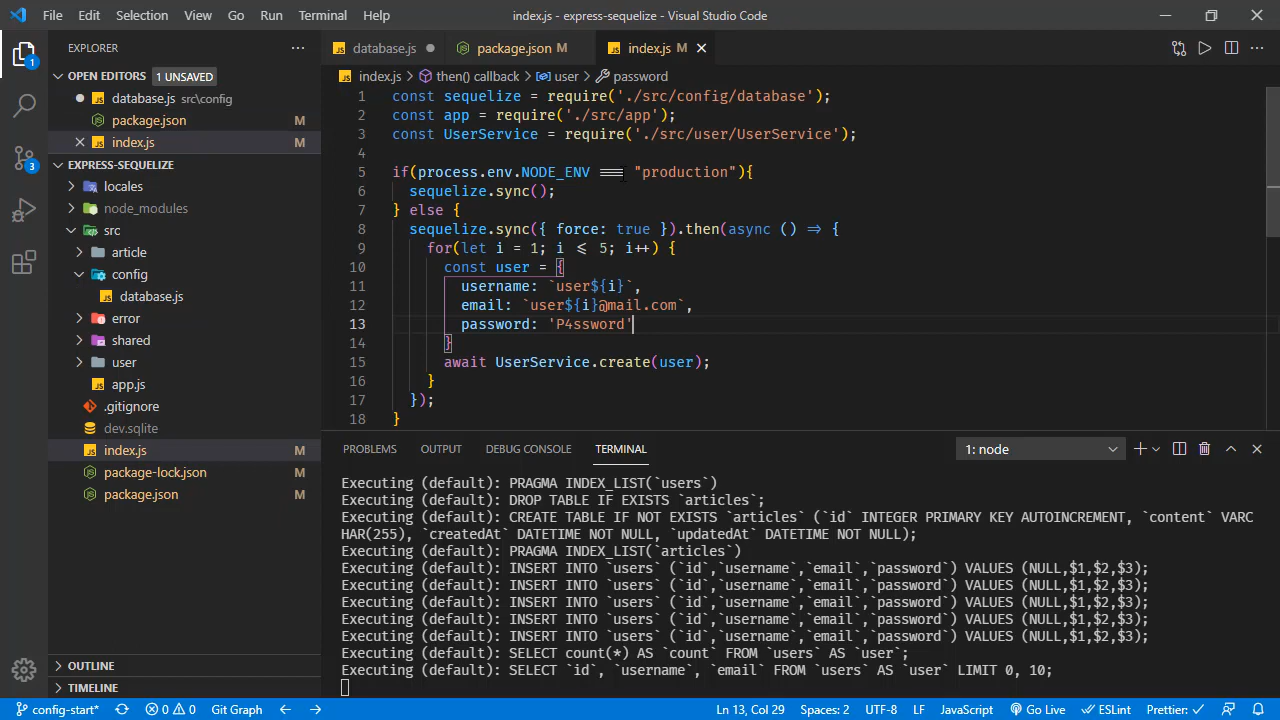 File Edit Selection View Go Run Terminal Help index.js - express-sequelize - Visual Studio Code
EXPLORER
OPEN EDITORS 1 UNSAVED
database.js src\config
package.json M
index.js M
EXPRESS-SEQUELIZE
locales
node_modules
src
article
config
database.js
error
shared
user
app.js
.gitignore
dev.sqlite
index.js M
package-lock.json M
package.json M
OUTLINE
TIMELINE
1
3
database.js package.json M index.js M
index.js then() callback user password
1 const sequelize = require('./src/config/database');
2 const app = require('./src/app');
3 const UserService = require('./src/user/UserService');
4
5 if(process.env.NODE_ENV === "production"){
6 sequelize.sync();
7 } else {
8 sequelize.sync({ force: true }).then(async () => {
9 for(let i = 1; i <= 5; i++) {
10 const user = {
11 username: `user${i}`,
12 email: `user${i}@mail.com`,
13 password: 'P4ssword'
14 }
15 await UserService.create(user);
16 }
17 });
18 }
PROBLEMS OUTPUT DEBUG CONSOLE TERMINAL 1: node
Executing (default): PRAGMA INDEX_LIST(`users`)
Executing (default): DROP TABLE IF EXISTS `articles`;
Executing (default): CREATE TABLE IF NOT EXISTS `articles` (`id` INTEGER PRIMARY KEY AUTOINCREMENT, `content` VARC
HAR(255), `createdAt` DATETIME NOT NULL, `updatedAt` DATETIME NOT NULL);
Executing (default): PRAGMA INDEX_LIST(`articles`)
Executing (default): INSERT INTO `users` (`id`,`username`,`email`,`password`) VALUES (NULL,$1,$2,$3);
Executing (default): INSERT INTO `users` (`id`,`username`,`email`,`password`) VALUES (NULL,$1,$2,$3);
Executing (default): INSERT INTO `users` (`id`,`username`,`email`,`password`) VALUES (NULL,$1,$2,$3);
Executing (default): INSERT INTO `users` (`id`,`username`,`email`,`password`) VALUES (NULL,$1,$2,$3);
Executing (default): INSERT INTO `users` (`id`,`username`,`email`,`password`) VALUES (NULL,$1,$2,$3);
Executing (default): SELECT count(*) AS `count` FROM `users` AS `user`;
Executing (default): SELECT `id`, `username`, `email` FROM `users` AS `user` LIMIT 0, 10;
config-start* 0 0 Git Graph Ln 13, Col 29 Spaces: 2 UTF-8 LF JavaScript Go Live ESLint Prettier: ✓